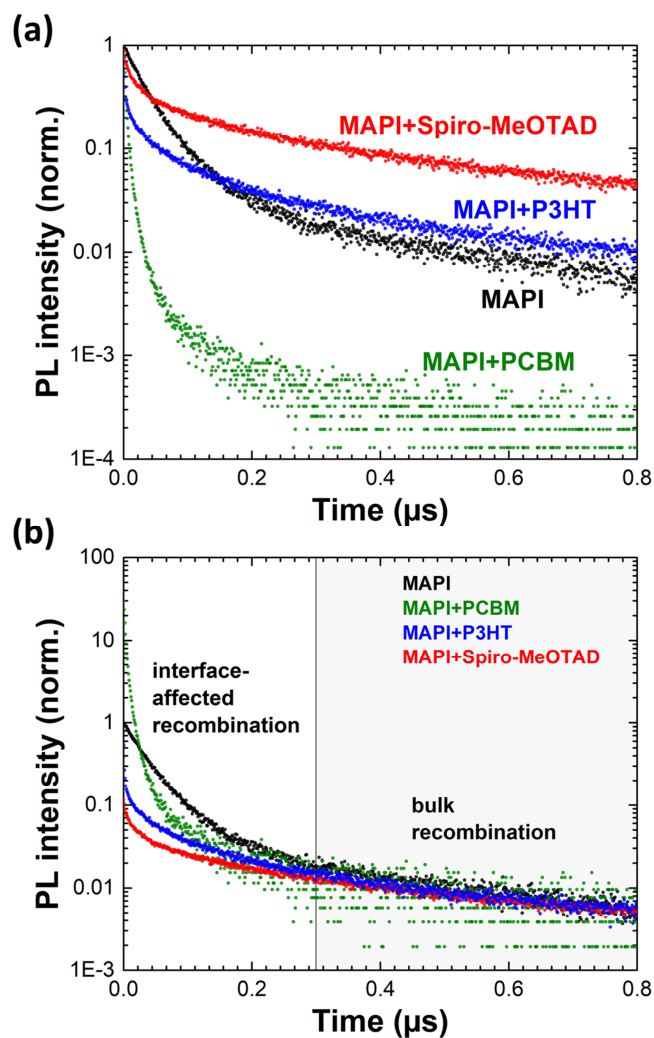 (a)
PL intensity (norm.)
1
0.1
0.01
1E-3
1E-4
MAPI+Spiro-MeOTAD
MAPI+P3HT
MAPI
MAPI+PCBM
0.0 0.2 0.4 0.6 0.8
Time (µs)
(b)
PL intensity (norm.)
100
10
1
0.1
0.01
1E-3
MAPI
MAPI+PCBM
MAPI+P3HT
MAPI+Spiro-MeOTAD
interface-
affected
recombination
bulk
recombination
0.0 0.2 0.4 0.6 0.8
Time (µs)